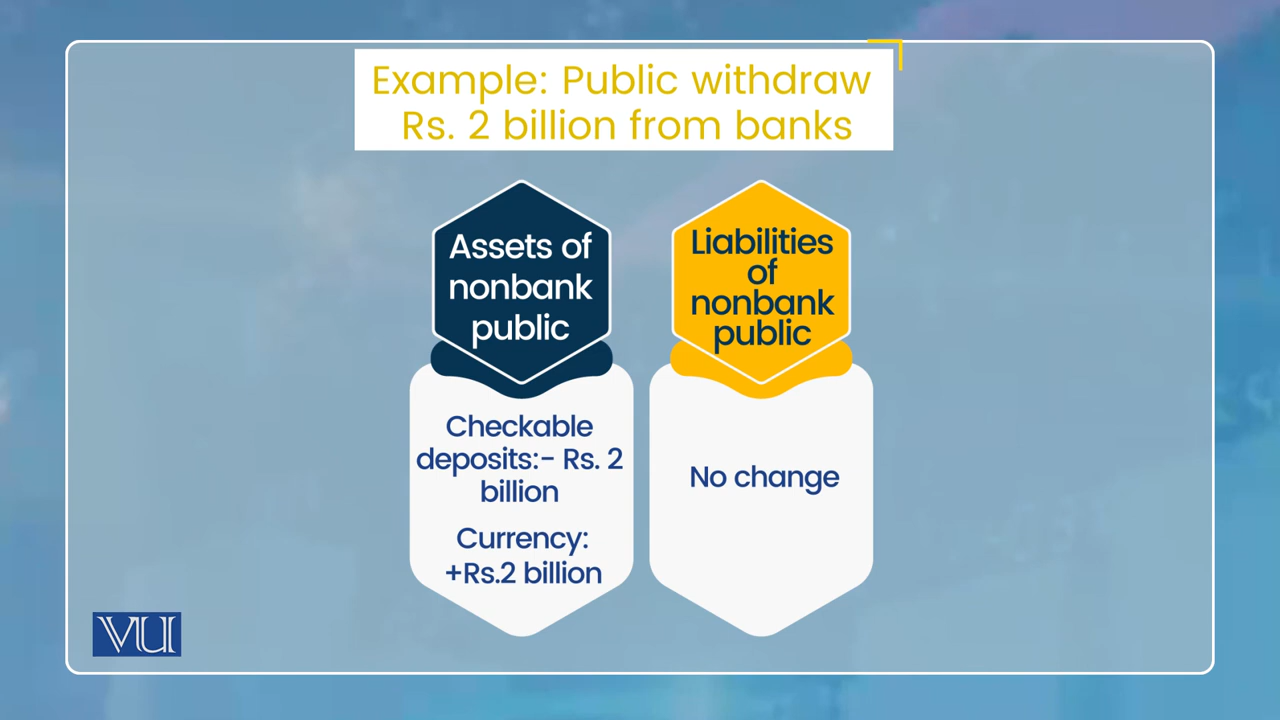 Example: Public withdraw
Rs. 2 billion from banks
Assets of
nonbank
public
Liabilities
of
nonbank
public
Checkable
deposits:- Rs. 2
billion
Currency:
+Rs.2 billion
No change
VU